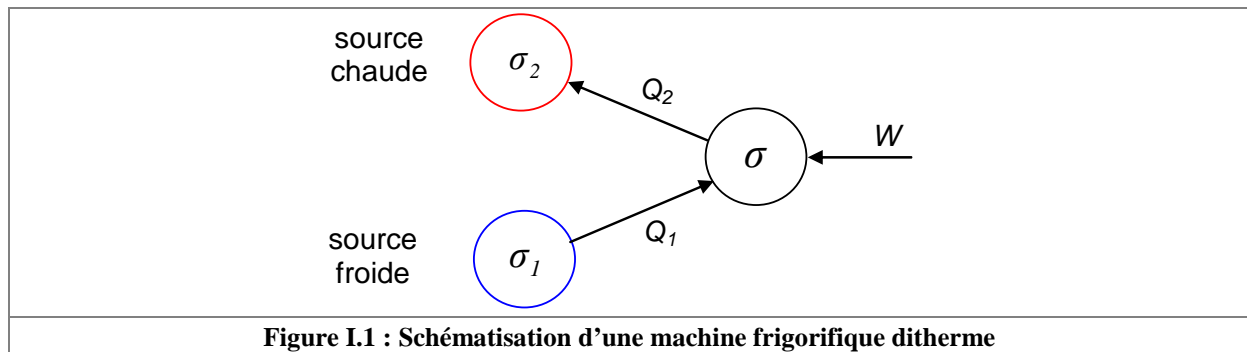 source
chaude
σ₂
Q₂
σ
W
Q₁
source
froide
σ₁
Figure I.1 : Schématisation d’une machine frigorifique ditherme